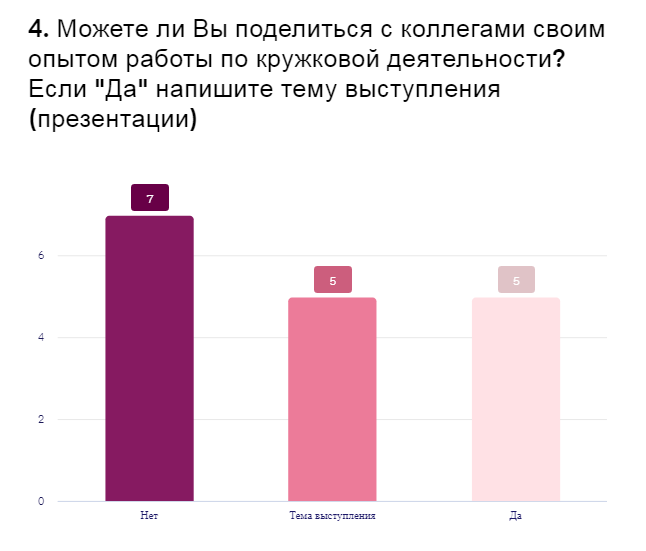 4. Можете ли Вы поделиться с коллегами своим
опытом работы по кружковой деятельности?
Если "Да" напишите тему выступления
(презентации)
7
5
5
6
4
2
0
Нет
Тема выступления
Да